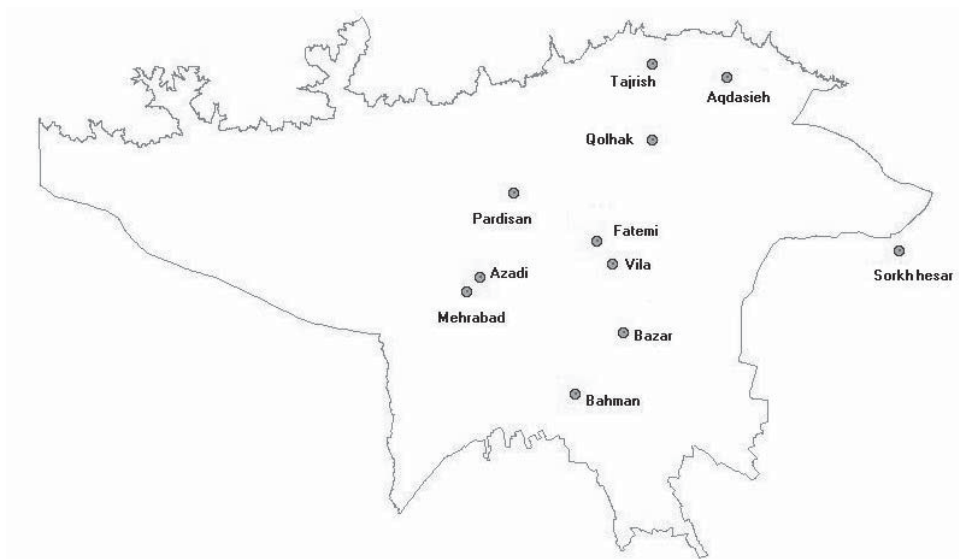 Tajrish
Aqdasieh
Qolhak
Pardisan
Fatemi
Vila
Sorkh hesar
Azadi
Mehrabad
Bazar
Bahman